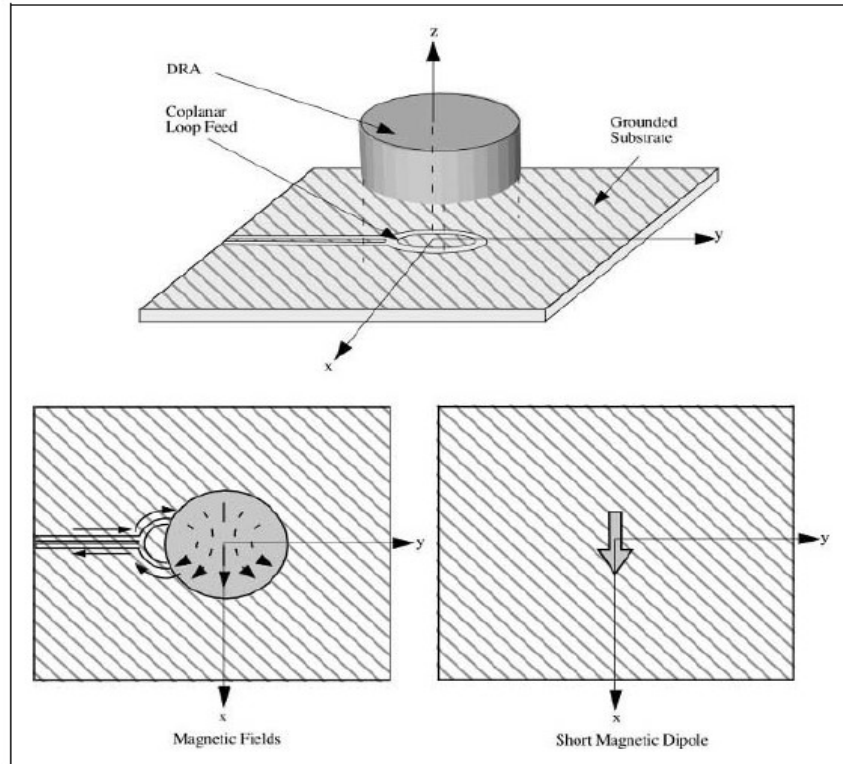 z
DRA
Coplanar
Loop Feed
Grounded
Substrate
y
x
y
y
x
x
Magnetic Fields
Short Magnetic Dipole